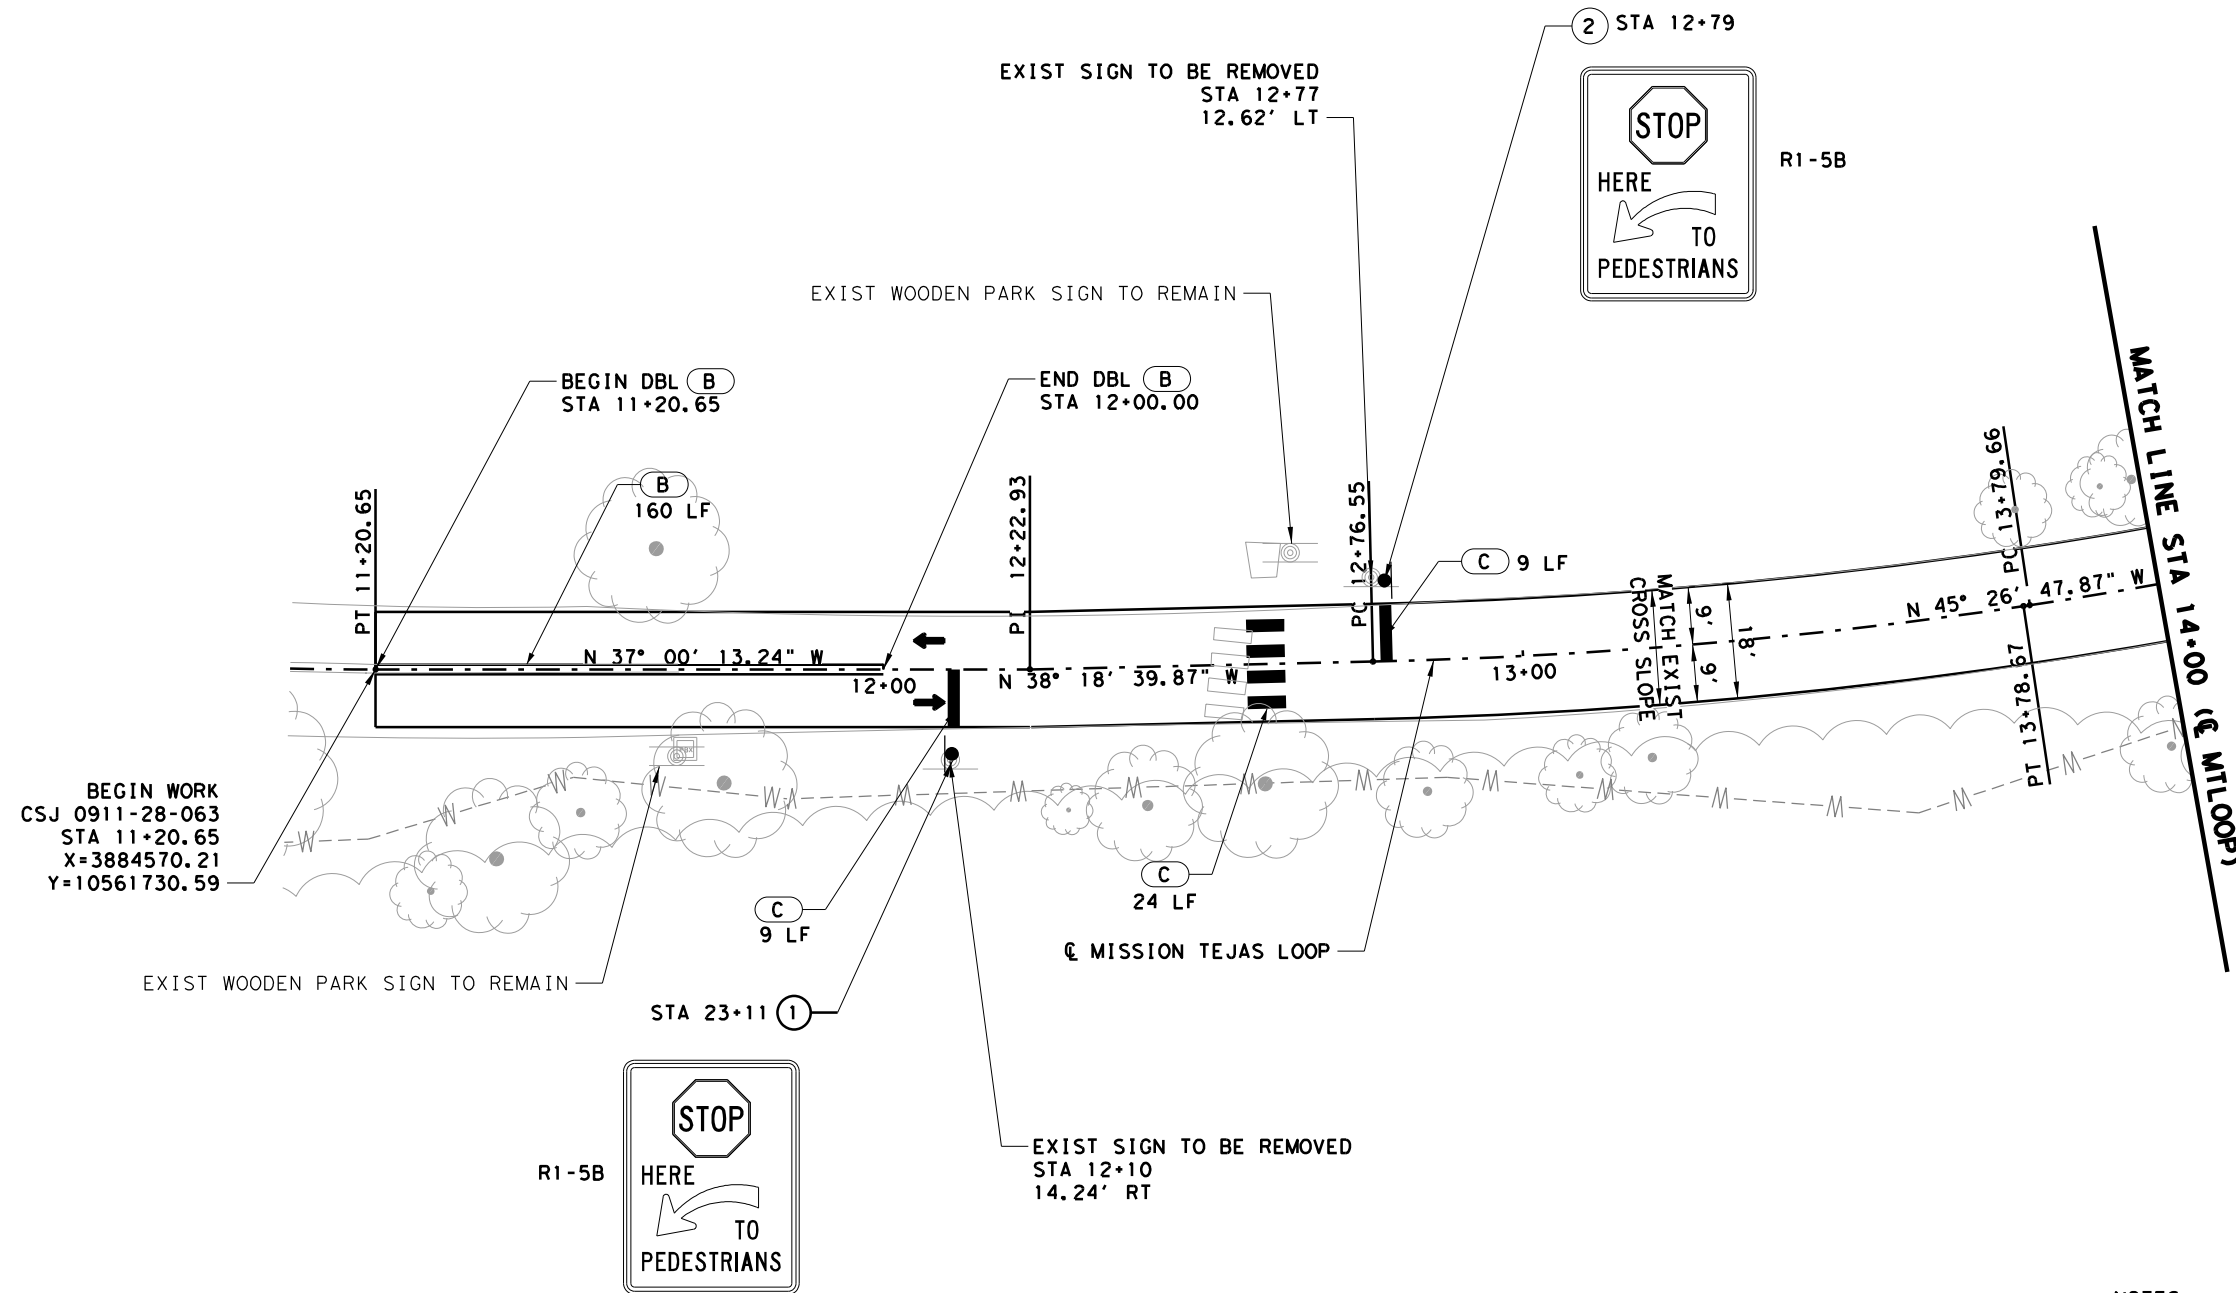 2 STA 12+79
EXIST SIGN TO BE REMOVED
STA 12+77
12.62' LT
STOP
HERE
TO
PEDESTRIANS
R1-5B
EXIST WOODEN PARK SIGN TO REMAIN
BEGIN DBL B
STA 11+20.65
END DBL B
STA 12+00.00
B
160 LF
PT 11+20.65
PI 12+22.93
PC 12+76.55
C 9 LF
PC 13+79.66
MATCH LINE STA 14+00 (℄ MTLOOP)
N 37° 00' 13.24" W
12+00
N 38° 18' 39.87" W
13+00
MATCH EXIST
CROSS SLOPE
9'
9'
18'
N 45° 26' 47.87" W
PT 13+78.67
W W W W W W W W W W W W W W W
BEGIN WORK
CSJ 0911-28-063
STA 11+20.65
X=3884570.21
Y=10561730.59
C
9 LF
C
24 LF
℄ MISSION TEJAS LOOP
EXIST WOODEN PARK SIGN TO REMAIN
STA 23+11 1
R1-5B
STOP
HERE
TO
PEDESTRIANS
EXIST SIGN TO BE REMOVED
STA 12+10
14.24' RT